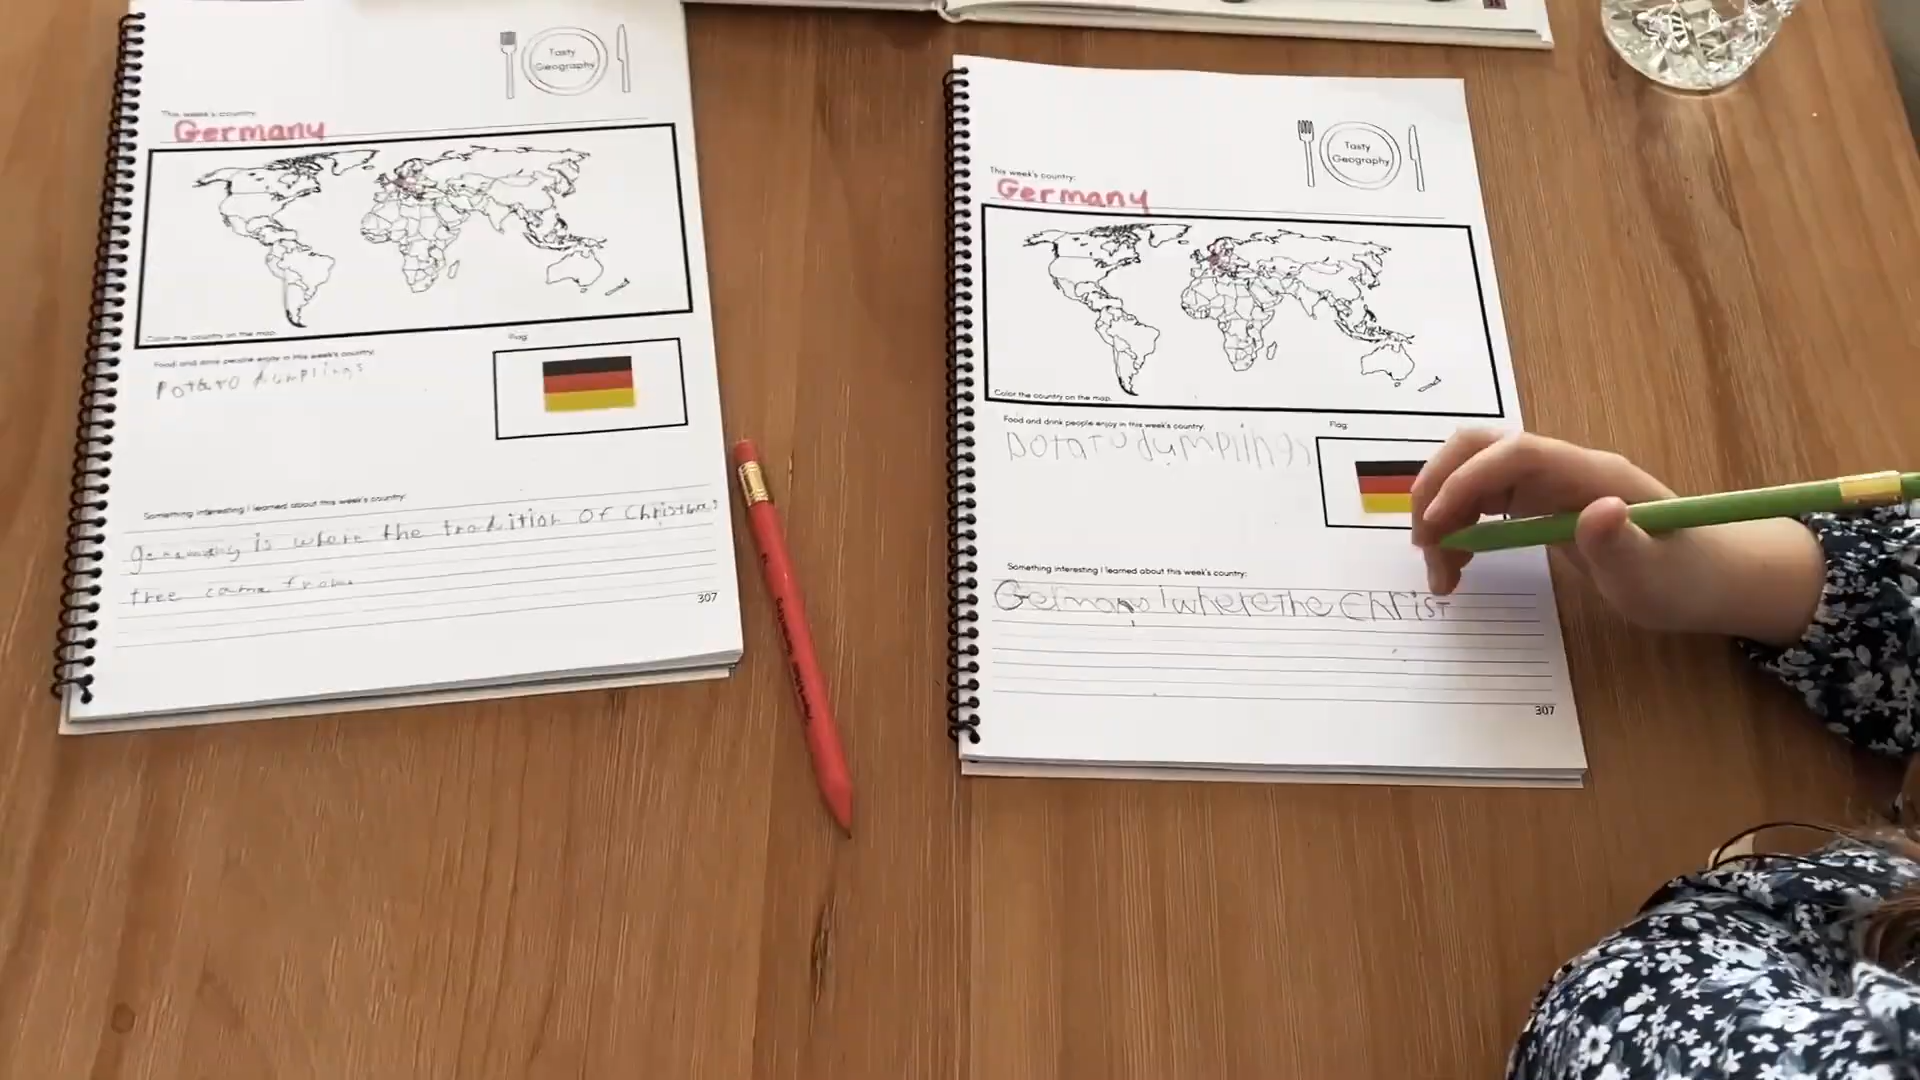 Tasty
Geography
This week's country:
Germany
Color the country on the map.
Food and drink people enjoy in this week's country:
Flag:
Potato dumplings
Something interesting I learned about this week's country:
germany is where the tradition of Christmas
tree came from
307
Tasty
Geography
This week's country:
Germany
Color the country on the map.
Food and drink people enjoy in this week's country:
Flag:
potato dumplings
Something interesting I learned about this week's country:
Germany i where The Christ
307